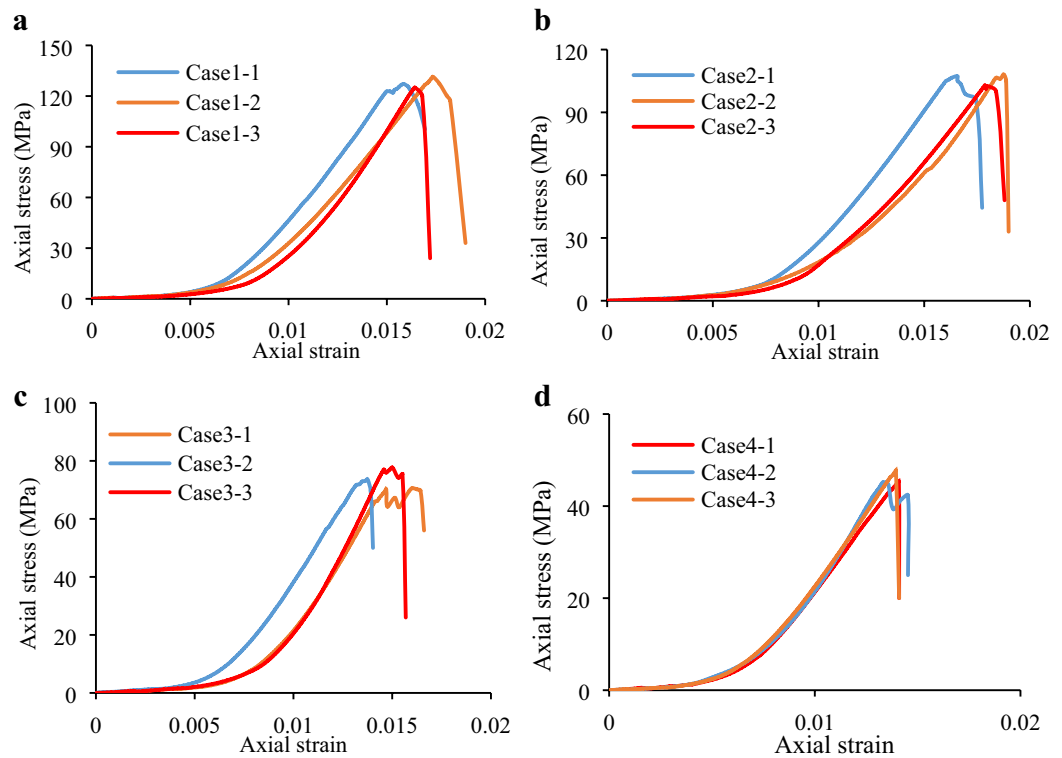 a
150
120
90
60
30
0
Axial stress (MPa)
Case1-1
Case1-2
Case1-3
0
0.005
0.01
0.015
0.02
Axial strain
b
120
90
60
30
0
Axial stress (MPa)
Case2-1
Case2-2
Case2-3
0
0.005
0.01
0.015
0.02
Axial strain
c
100
80
60
40
20
0
Axial stress (MPa)
Case3-1
Case3-2
Case3-3
0
0.005
0.01
0.015
0.02
Axial strain
d
60
40
20
0
Axial stress (MPa)
Case4-1
Case4-2
Case4-3
0
0.01
0.02
Axial strain